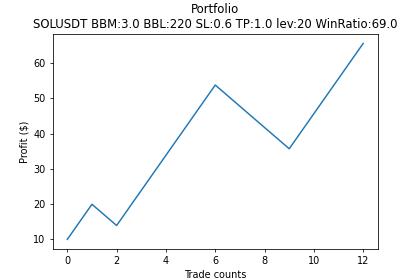 Portfolio
SOLUSDT BBM:3.0 BBL:220 SL:0.6 TP:1.0 lev:20 WinRatio:69.0
Profit ($)
60
50
40
30
20
10
0 2 4 6 8 10 12
Trade counts